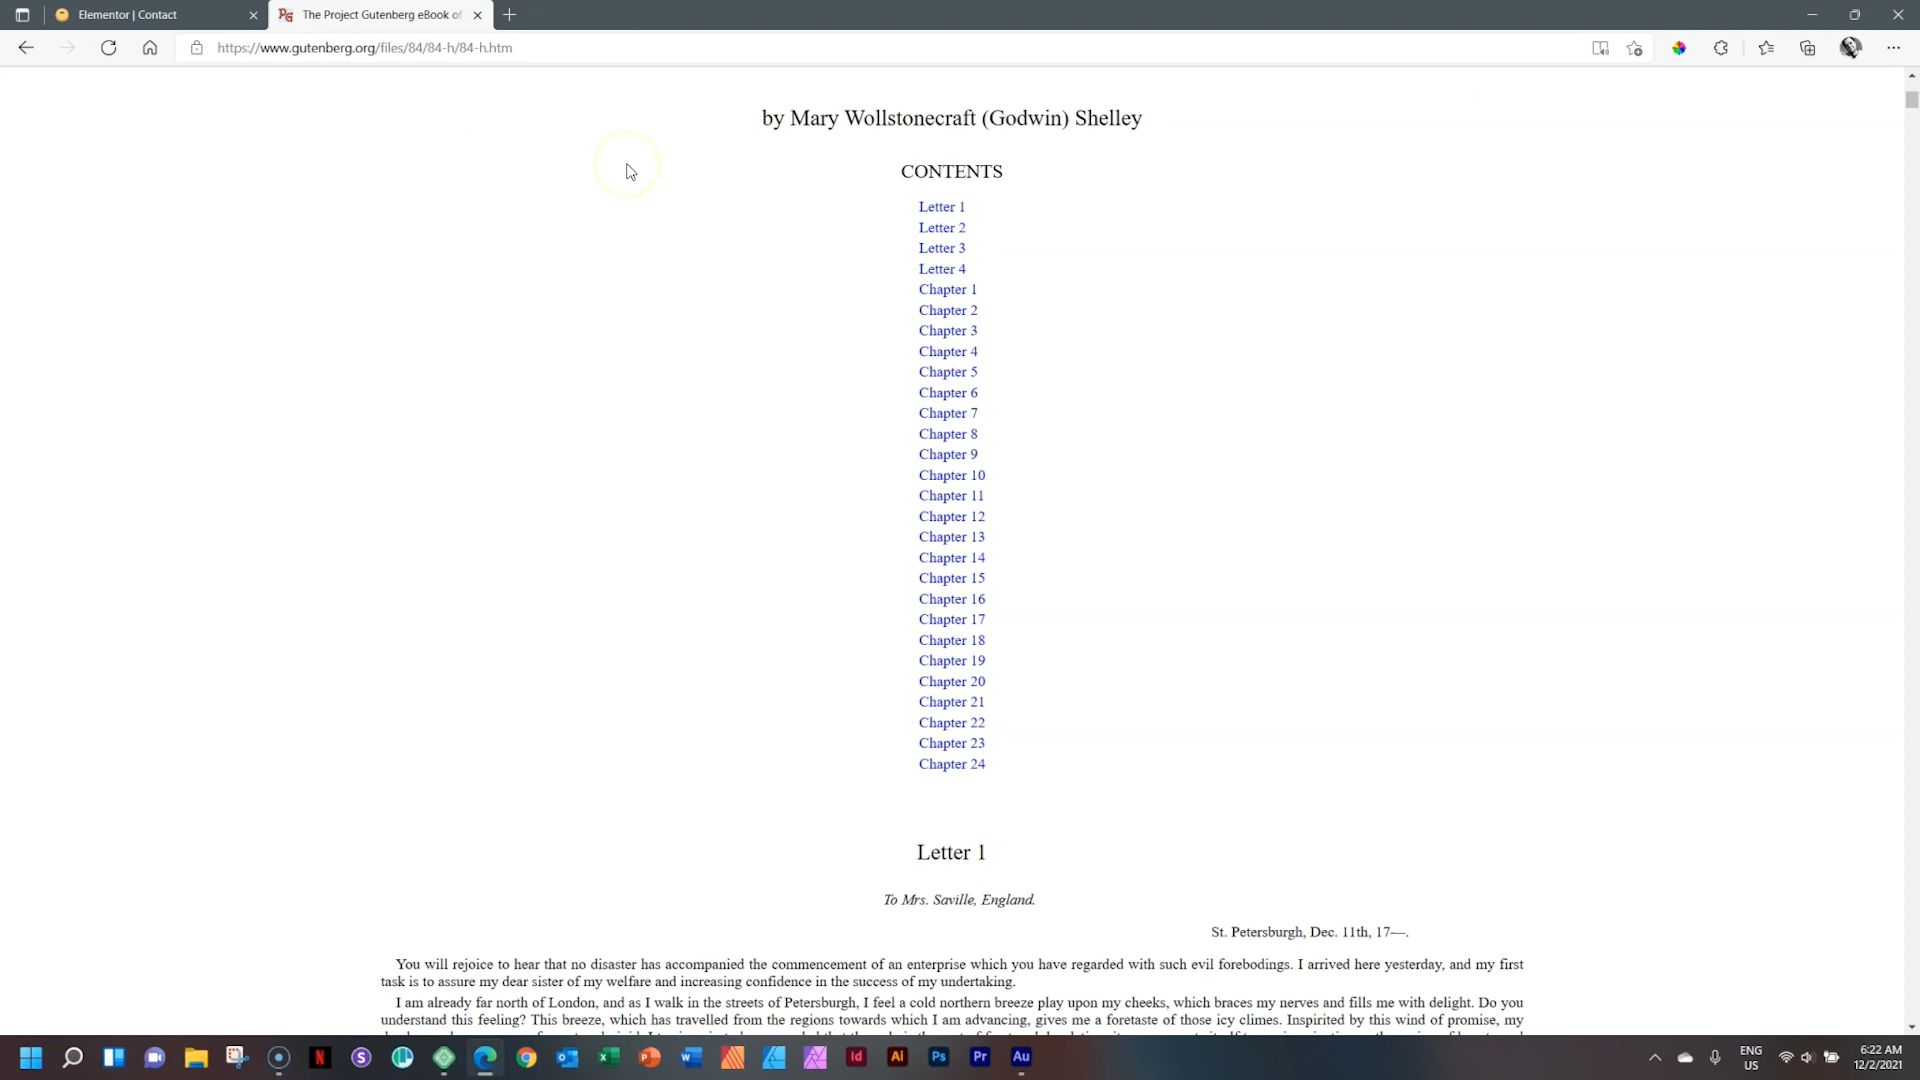 Elementor | Contact
The Project Gutenberg eBook of
https://www.gutenberg.org/files/84/84-h/84-h.htm
by Mary Wollstonecraft (Godwin) Shelley
CONTENTS
Letter 1
Letter 2
Letter 3
Letter 4
Chapter 1
Chapter 2
Chapter 3
Chapter 4
Chapter 5
Chapter 6
Chapter 7
Chapter 8
Chapter 9
Chapter 10
Chapter 11
Chapter 12
Chapter 13
Chapter 14
Chapter 15
Chapter 16
Chapter 17
Chapter 18
Chapter 19
Chapter 20
Chapter 21
Chapter 22
Chapter 23
Chapter 24
Letter 1
To Mrs. Saville, England.
St. Petersburgh, Dec. 11th, 17—.
You will rejoice to hear that no disaster has accompanied the commencement of an enterprise which you have regarded with such evil forebodings. I arrived here yesterday, and my first
task is to assure my dear sister of my welfare and increasing confidence in the success of my undertaking.
I am already far north of London, and as I walk in the streets of Petersburgh, I feel a cold northern breeze play upon my cheeks, which braces my nerves and fills me with delight. Do you
understand this feeling? This breeze, which has travelled from the regions towards which I am advancing, gives me a foretaste of those icy climes. Inspirited by this wind of promise, my
Id Ai Ps Pr Au
ENG
US
6:22 AM
12/2/2021